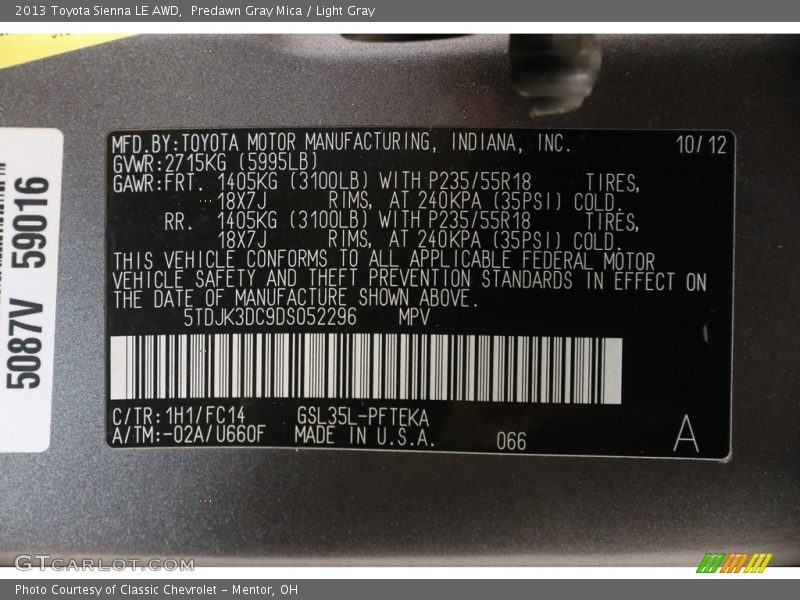 2013 Toyota Sienna LE AWD,  Predawn Gray Mica / Light Gray
MFD.BY:TOYOTA MOTOR MANUFACTURING, INDIANA, INC. 10/12
GVWR:2715KG (5995LB)
GAWR:FRT. 1405KG (3100LB) WITH P235/55R18 TIRES,
18X7J RIMS, AT 240KPA (35PSI) COLD.
RR. 1405KG (3100LB) WITH P235/55R18 TIRES,
18X7J RIMS, AT 240KPA (35PSI) COLD.
THIS VEHICLE CONFORMS TO ALL APPLICABLE FEDERAL MOTOR
VEHICLE SAFETY AND THEFT PREVENTION STANDARDS IN EFFECT ON
THE DATE OF MANUFACTURE SHOWN ABOVE.
5TDJK3DC9DS052296 MPV
C/TR:1H1/FC14 GSL35L-PFTEKA
A/TM:-02A/U660F MADE IN U.S.A. 066 A
5087V 59016
GTCARLOT.COM
Photo Courtesy of Classic Chevrolet - Mentor, OH